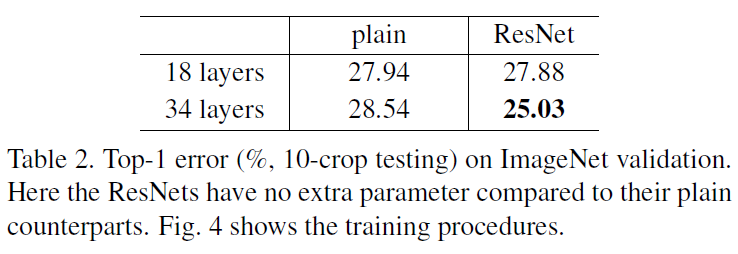 plain ResNet
18 layers 27.94 27.88
34 layers 28.54 25.03
Table 2. Top-1 error (%, 10-crop testing) on ImageNet validation.
Here the ResNets have no extra parameter compared to their plain
counterparts. Fig. 4 shows the training procedures.